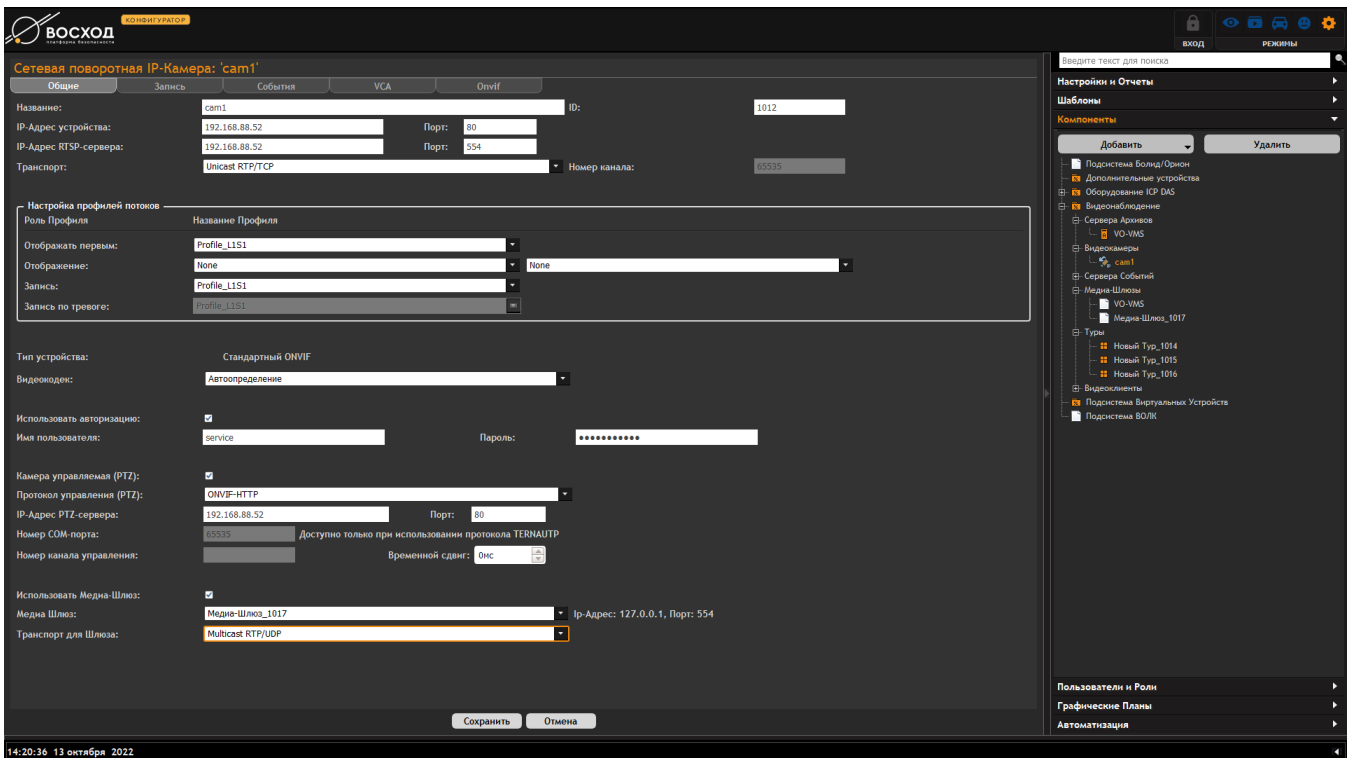 ВОСХОД
платформа безопасности
КОНФИГУРАТОР
ВХОД
РЕЖИМЫ
Сетевая поворотная IP-Камера: 'cam1'
Общие Запись События VCA Onvif
Название: cam1 ID: 1012
IP-Адрес устройства: 192.168.88.52 Порт: 80
IP-Адрес RTSP-сервера: 192.168.88.52 Порт: 554
Транспорт: Unicast RTP/TCP Номер канала: 65535
Настройка профилей потоков
Роль Профиля Название Профиля
Отображать первым: Profile_L1S1
Отображение: None None
Запись: Profile_L1S1
Запись по тревоге: Profile_L1S1
Тип устройства: Стандартный ONVIF
Видеокодек: Автоопределение
Использовать авторизацию:
Имя пользователя: service Пароль:
Камера управляемая (PTZ):
Протокол управления (PTZ): ONVIF-HTTP
IP-Адрес PTZ-сервера: 192.168.88.52 Порт: 80
Номер COM-порта: 65535 Доступно только при использовании протокола TERNAUTP
Номер канала управления: Временной сдвиг: 0мс
Использовать Медиа-Шлюз:
Медиа Шлюз: Медиа-Шлюз_1017 Ip-Адрес: 127.0.0.1, Порт: 554
Транспорт для Шлюза: Multicast RTP/UDP
Сохранить Отмена
Введите текст для поиска
Настройки и Отчеты
Шаблоны
Компоненты
Добавить Удалить
Подсистема Болид/Орион
Дополнительные устройства
Оборудование ICP DAS
Видеонаблюдение
Сервера Архивов
VO-VMS
Видеокамеры
cam1
Сервера Событий
Медиа-Шлюзы
VO-VMS
Медиа-Шлюз_1017
Туры
Новый Тур_1014
Новый Тур_1015
Новый Тур_1016
Видеоклиенты
Подсистема Виртуальных Устройств
Подсистема ВОЛК
Пользователи и Роли
Графические Планы
Автоматизация
14:20:36 13 октября 2022